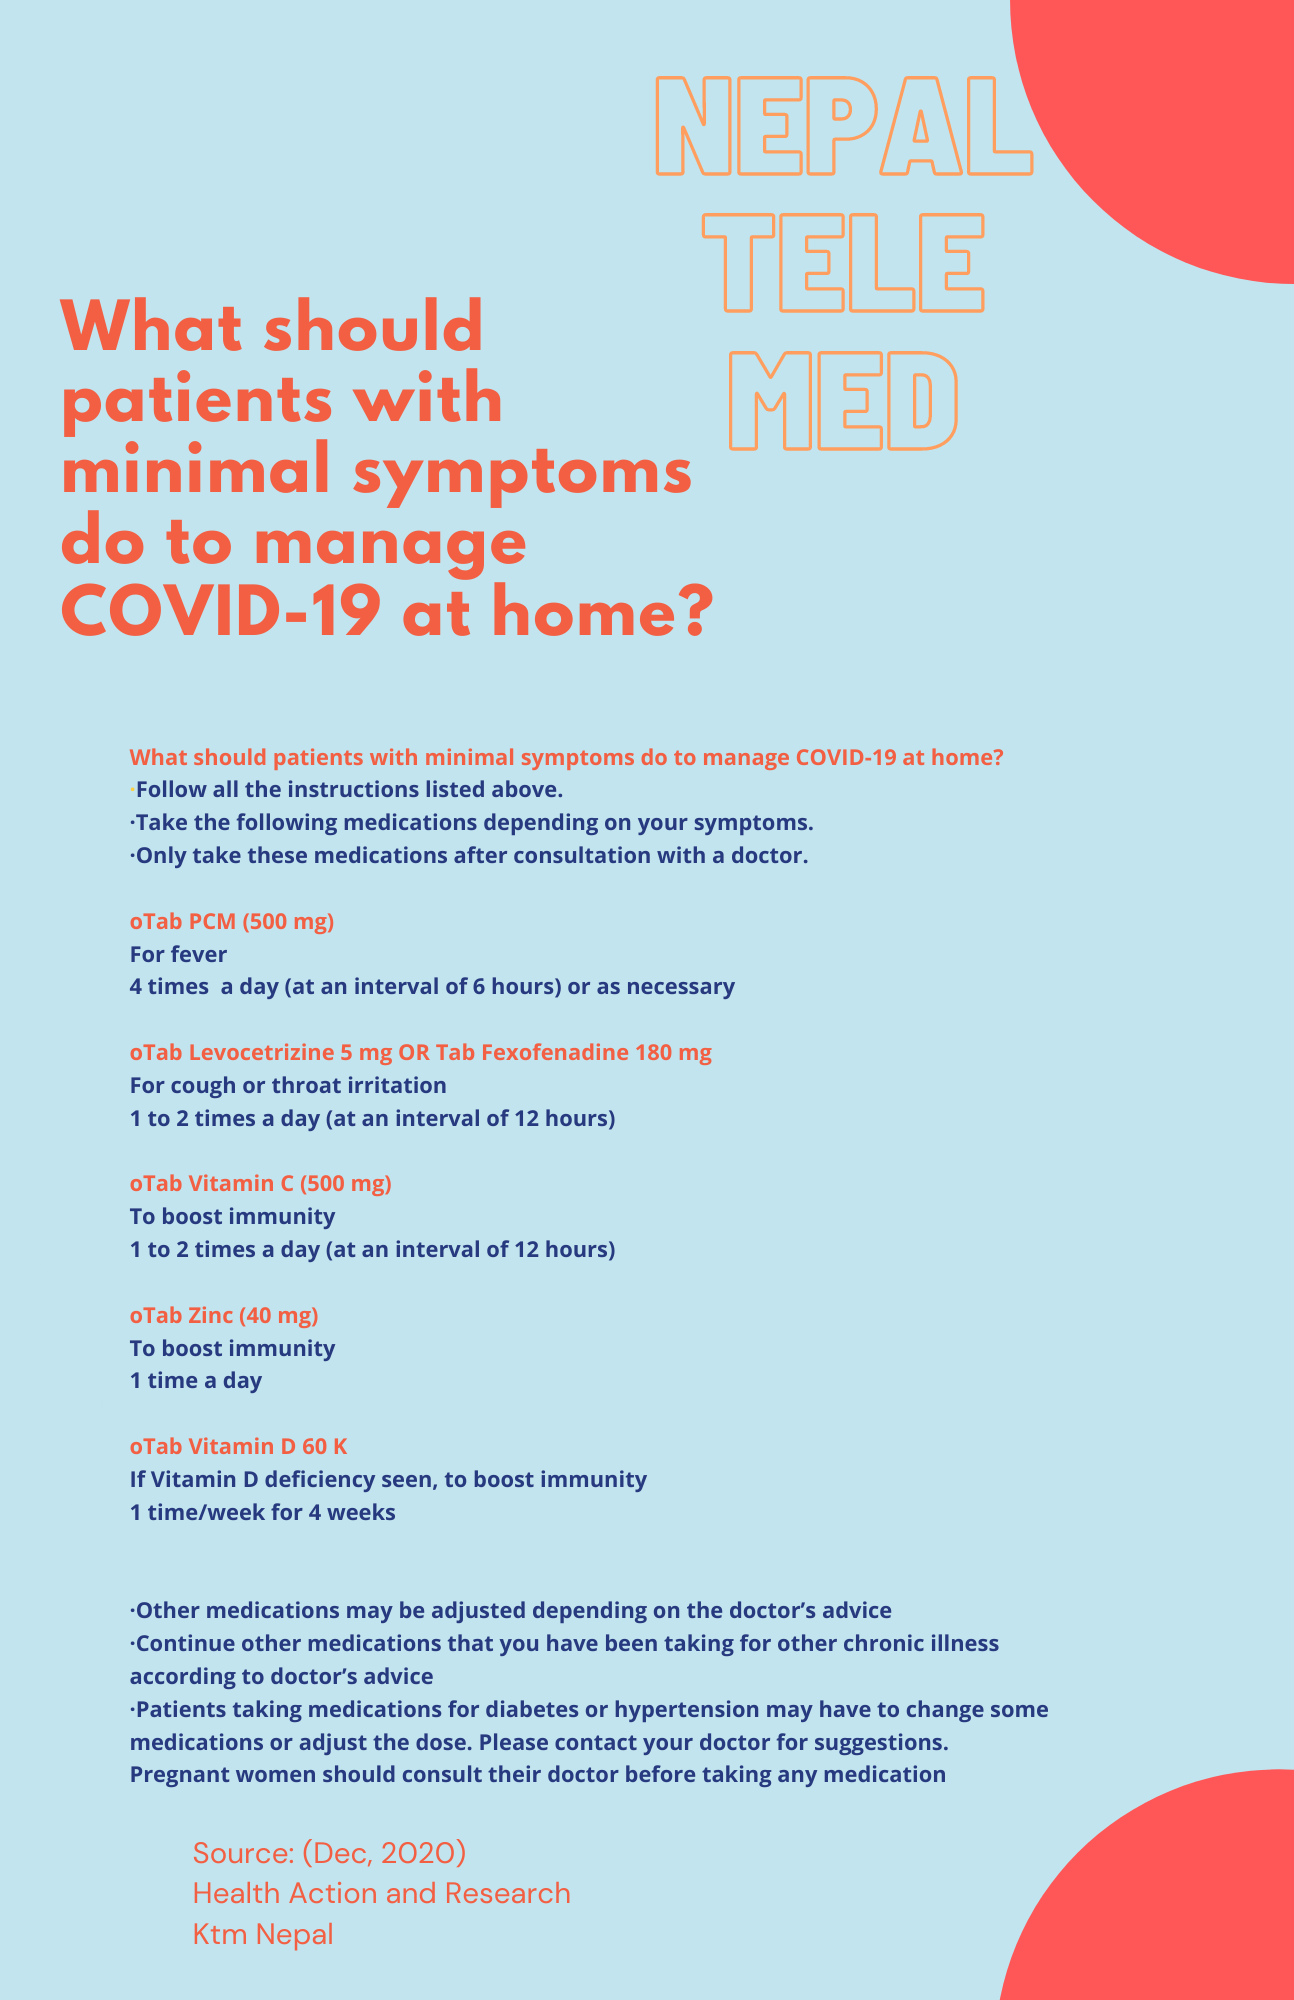 NEPAL
TELE
MED
What should
patients with
minimal symptoms
do to manage
COVID-19 at home?
What should patients with minimal symptoms do to manage COVID-19 at home?
·Follow all the instructions listed above.
·Take the following medications depending on your symptoms.
·Only take these medications after consultation with a doctor.
oTab PCM (500 mg)
For fever
4 times  a day (at an interval of 6 hours) or as necessary
oTab Levocetrizine 5 mg OR Tab Fexofenadine 180 mg
For cough or throat irritation
1 to 2 times a day (at an interval of 12 hours)
oTab Vitamin C (500 mg)
To boost immunity
1 to 2 times a day (at an interval of 12 hours)
oTab Zinc (40 mg)
To boost immunity
1 time a day
oTab Vitamin D 60 K
If Vitamin D deficiency seen, to boost immunity
1 time/week for 4 weeks
·Other medications may be adjusted depending on the doctor’s advice
·Continue other medications that you have been taking for other chronic illness
according to doctor’s advice
·Patients taking medications for diabetes or hypertension may have to change some
medications or adjust the dose. Please contact your doctor for suggestions.
Pregnant women should consult their doctor before taking any medication
Source: (Dec, 2020)
Health Action and Research
Ktm Nepal